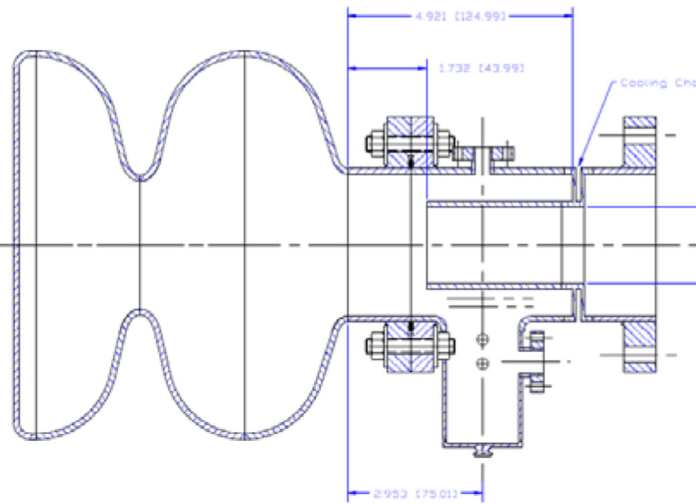 4.921 [124.99]
1.732 [43.99]
Cooling Cha
2.953 [75.01]